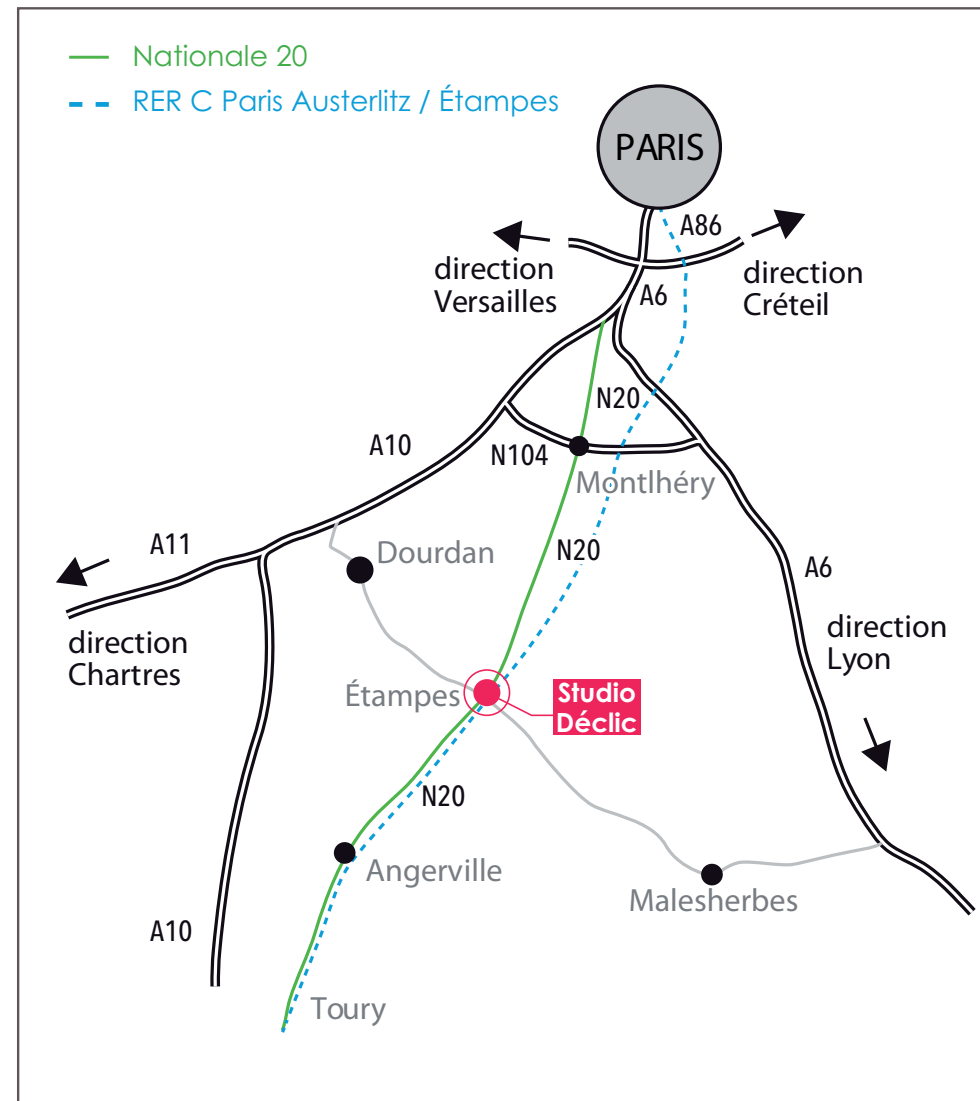 Nationale 20
RER C Paris Austerlitz / Étampes
PARIS
A86
direction
Versailles
direction
Créteil
A6
N20
A10
N104
Montlhéry
A11
Dourdan
N20
A6
direction
Chartres
direction
Lyon
Étampes
Studio
Déclic
N20
Angerville
Malesherbes
A10
Toury